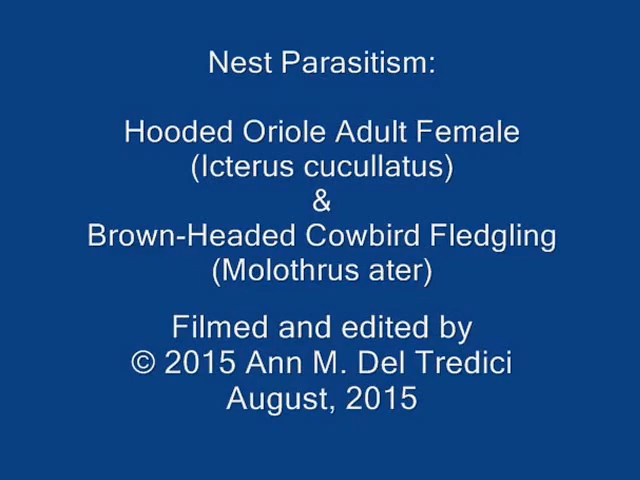 Nest Parasitism:
Hooded Oriole Adult Female
(Icterus cucullatus)
&
Brown-Headed Cowbird Fledgling
(Molothrus ater)
Filmed and edited by
© 2015 Ann M. Del Tredici
August, 2015